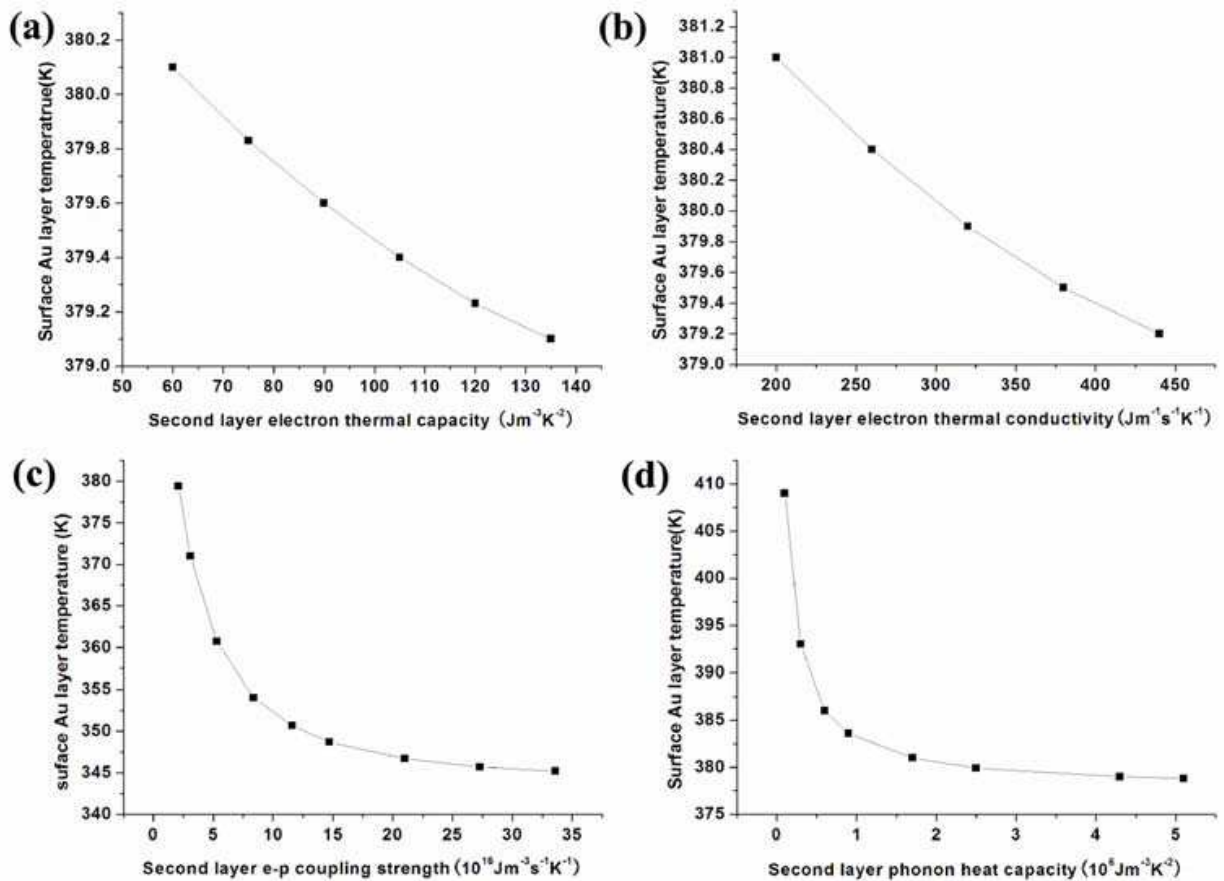 (a)
380.2
380.0
379.8
379.6
379.4
379.2
379.0
Surface Au layer temperatrue(K)
50 60 70 80 90 100 110 120 130 140
Second layer electron thermal capacity (Jm⁻³K⁻²)
(b)
381.2
381.0
380.8
380.6
380.4
380.2
380.0
379.8
379.6
379.4
379.2
379.0
Surface Au layer temperature(K)
200 250 300 350 400 450
Second layer electron thermal conductivity (Jm⁻¹s⁻¹K⁻¹)
(c)
380
375
370
365
360
355
350
345
340
suface Au layer temperature (K)
0 5 10 15 20 25 30 35
Second layer e-p coupling strength (10¹⁶Jm⁻³s⁻¹K⁻¹)
(d)
410
405
400
395
390
385
380
375
Surface Au layer temperature(K)
0 1 2 3 4 5
Second layer phonon heat capacity (10⁶Jm⁻³K⁻²)